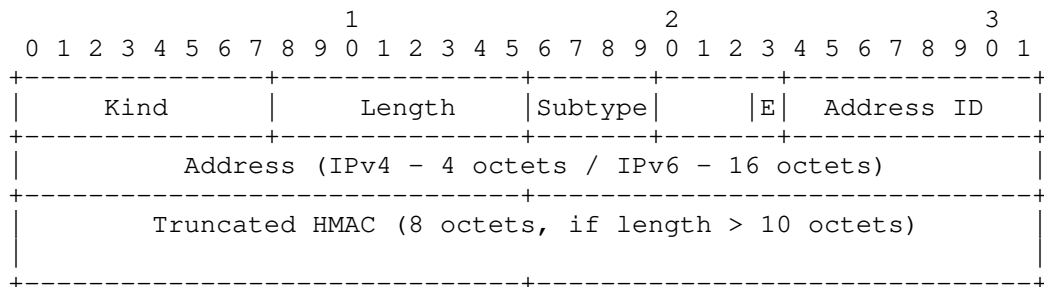 1 2 3
0 1 2 3 4 5 6 7 8 9 0 1 2 3 4 5 6 7 8 9 0 1 2 3 4 5 6 7 8 9 0 1
+---------------+---------------+-------+-------+---------------+
| Kind | Length |Subtype| |E| Address ID |
+---------------+---------------+-------+-------+---------------+
| Address (IPv4 - 4 octets / IPv6 - 16 octets) |
+-------------------------------+-------------------------------+
| Truncated HMAC (8 octets, if length > 10 octets) |
| |
+-------------------------------+-------------------------------+